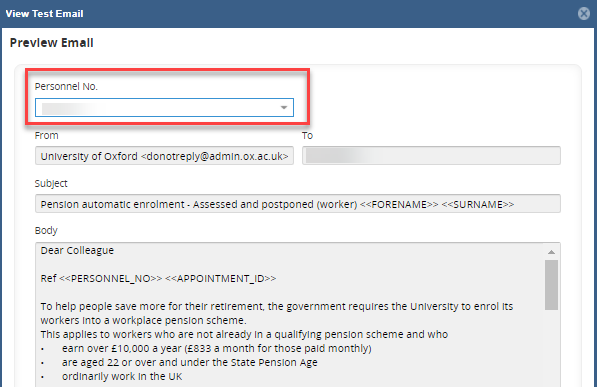 View Test Email
Preview Email
Personnel No.
From
To
University of Oxford <donotreply@admin.ox.ac.uk>
Subject
Pension automatic enrolment - Assessed and postponed (worker) <<FORENAME>> <<SURNAME>>
Body
Dear Colleague
Ref <<PERSONNEL_NO>> <<APPOINTMENT_ID>>
To help people save more for their retirement, the government requires the University to enrol its
workers into a workplace pension scheme.
This applies to workers who are not already in a qualifying pension scheme and who
• earn over £10,000 a year (£833 a month for those paid monthly)
• are aged 22 or over and under the State Pension Age
• ordinarily work in the UK